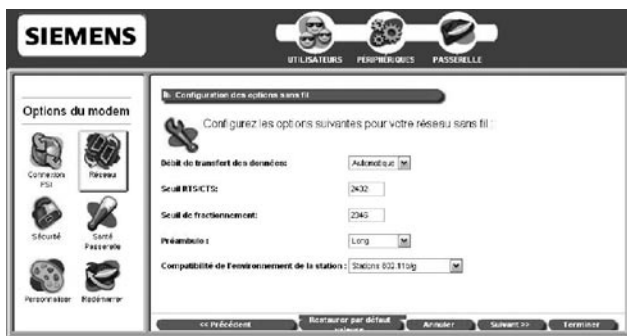 SIEMENS
UTILISATEURS PÉRIPHÉRIQUES PASSERELLE
Options du modem
Connexion FSI
Réseau
Sécurité
Santé Passerelle
Personnaliser
Redémarrer
Configuration des options sans fil
Configurez les options suivantes pour votre réseau sans fil :
Débit de transfert des données: Automatique
Seuil RTS/CTS: 2432
Seuil de fractionnement: 2346
Préambule : Long
Compatibilité de l'environnement de la station : Stations 802.11b/g
<< Précédent Restaurer par défaut valeurs Annuler Suivant >> Terminer